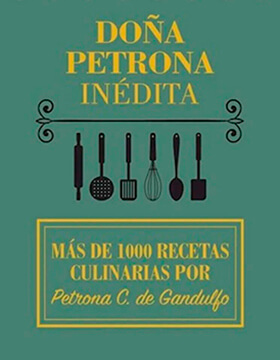 DOÑA
PETRONA
INÉDITA
MÁS DE 1000 RECETAS
CULINARIAS POR
Petrona C. de Gandulfo